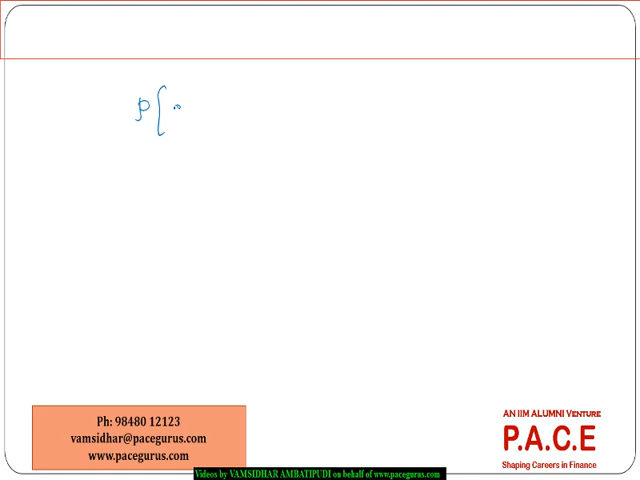 P{
Ph: 98480 12123
vamsidhar@pacegurus.com
www.pacegurus.com
AN IIM ALUMNI VENTURE
P.A.C.E
Shaping Careers in Finance
Videos by VAMSIDHAR AMBATIPUDI on behalf of www.pacegurus.com